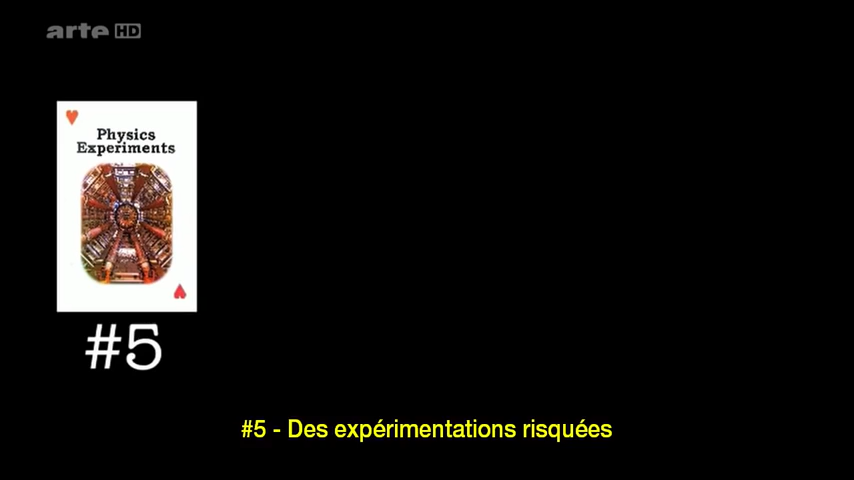 arte HD
Physics
Experiments
#5
#5 - Des expérimentations risquées